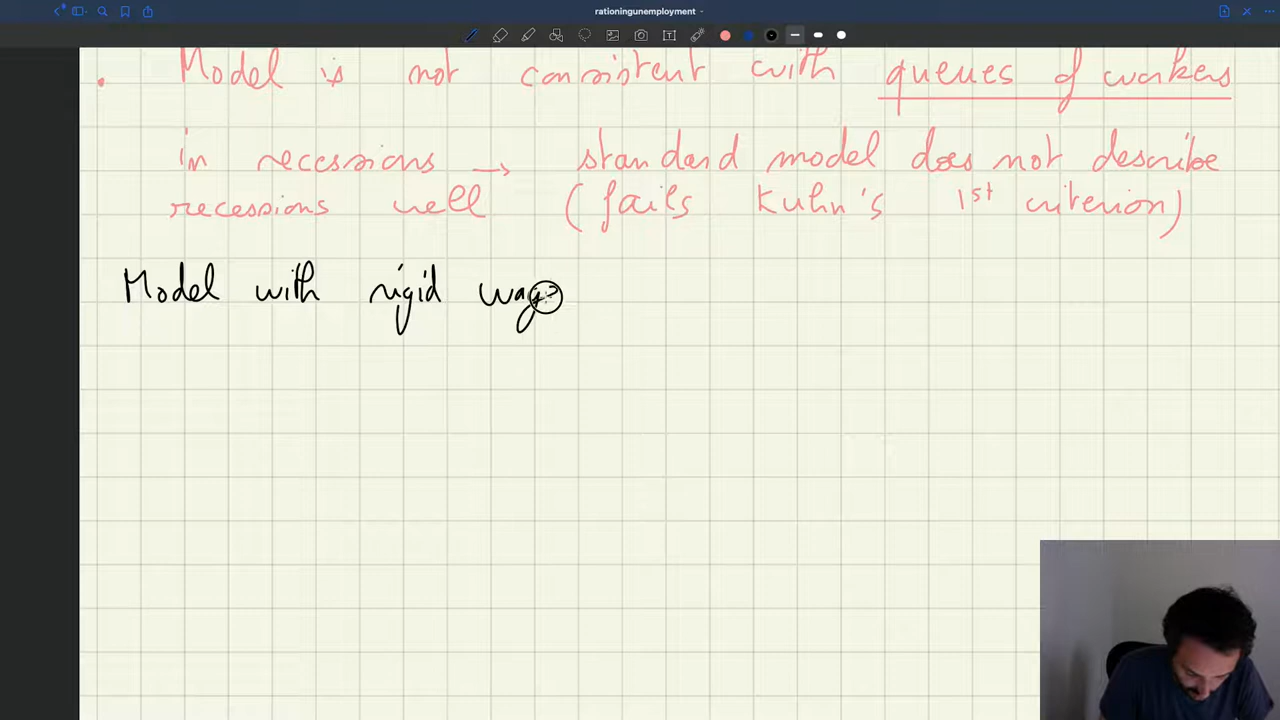 rationingunemployment
. Model is not consistent with queues of workers
in recessions → standard model does not describe
recessions well (fails Kuhn's 1st criterion)
Model with rigid wage